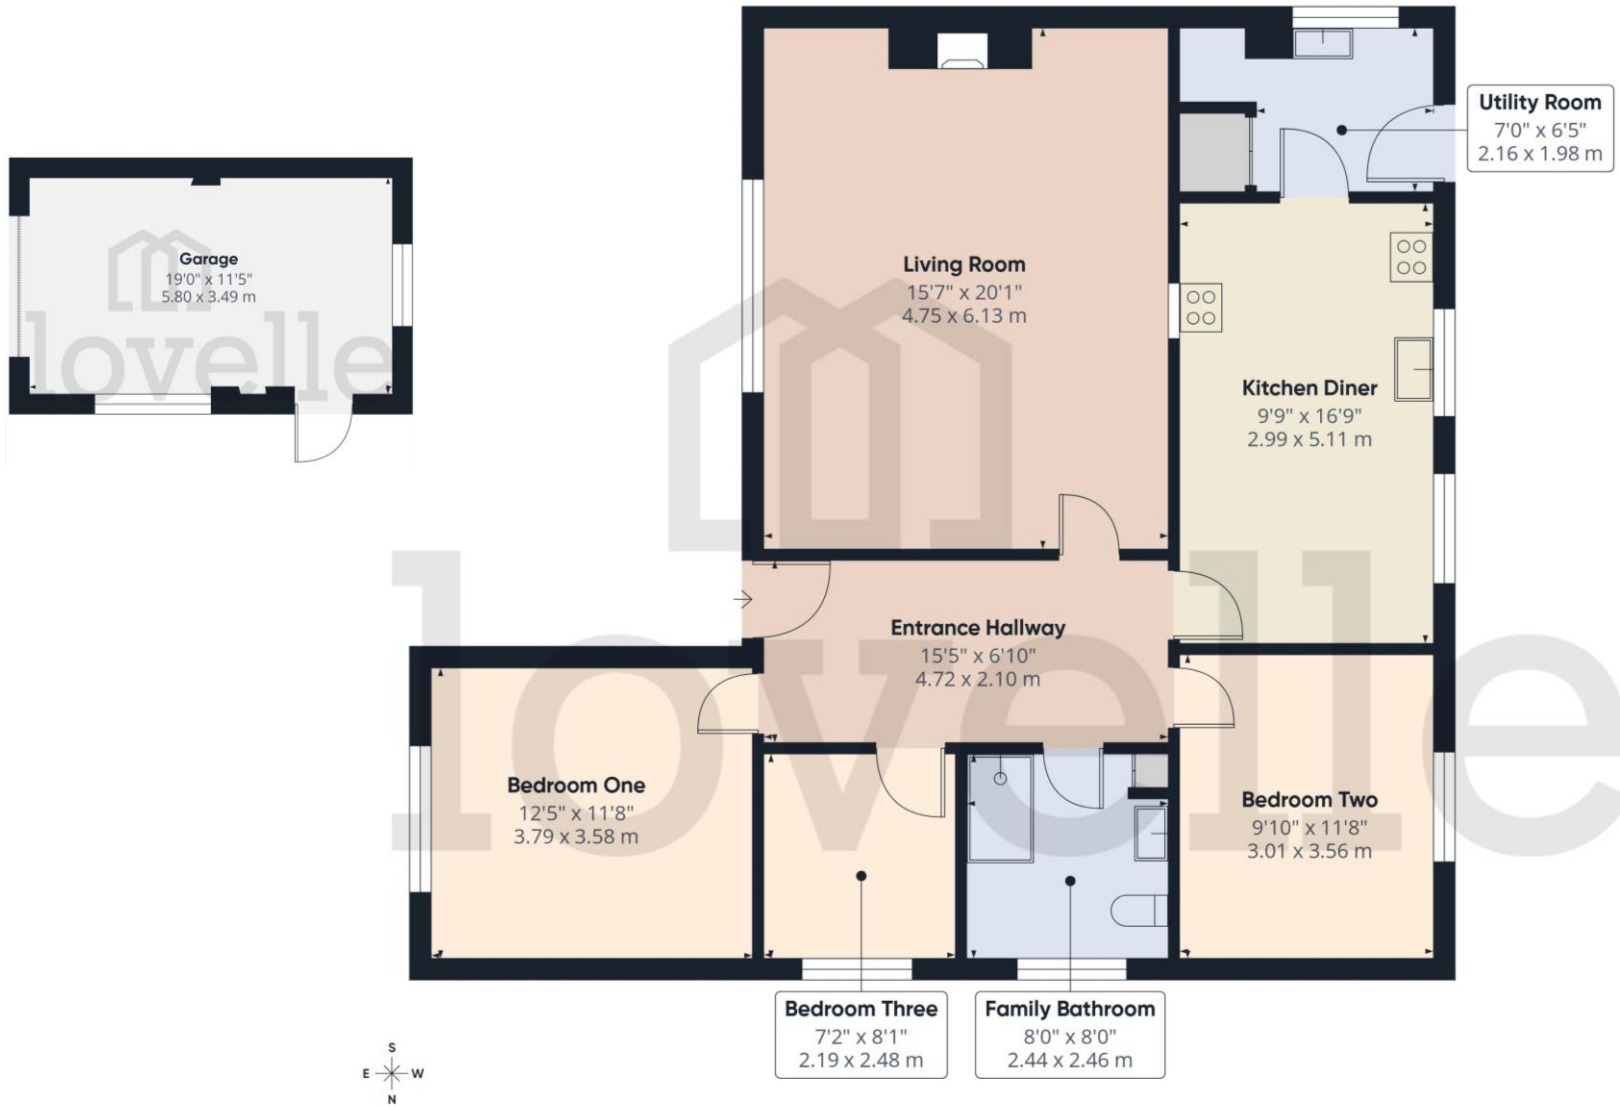 Utility Room
7'0" x 6'5"
2.16 x 1.98 m
Garage
19'0" x 11'5"
5.80 x 3.49 m
lovelle
Living Room
15'7" x 20'1"
4.75 x 6.13 m
Kitchen Diner
9'9" x 16'9"
2.99 x 5.11 m
Entrance Hallway
15'5" x 6'10"
4.72 x 2.10 m
lovelle
Bedroom One
12'5" x 11'8"
3.79 x 3.58 m
Bedroom Two
9'10" x 11'8"
3.01 x 3.56 m
Bedroom Three
7'2" x 8'1"
2.19 x 2.48 m
Family Bathroom
8'0" x 8'0"
2.44 x 2.46 m
S
E W
N